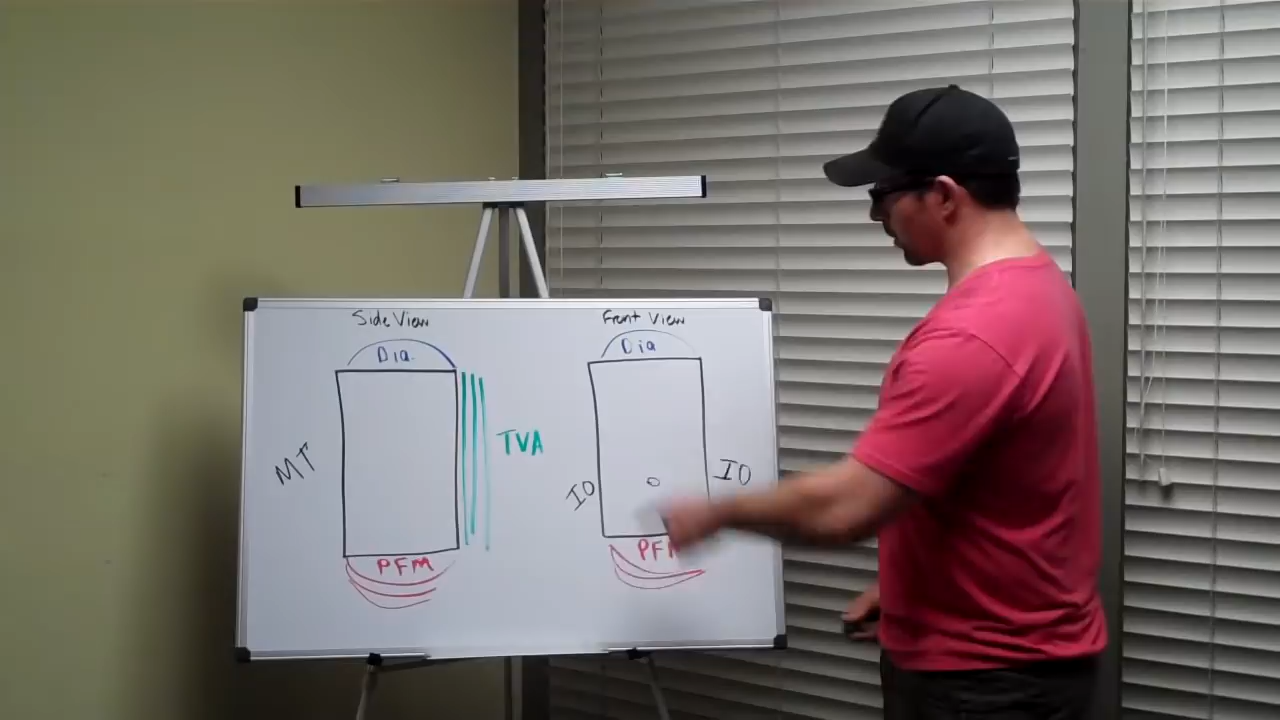 Side View
Dia.
MT
TVA
PFM
Front View
Dia
IO
IO